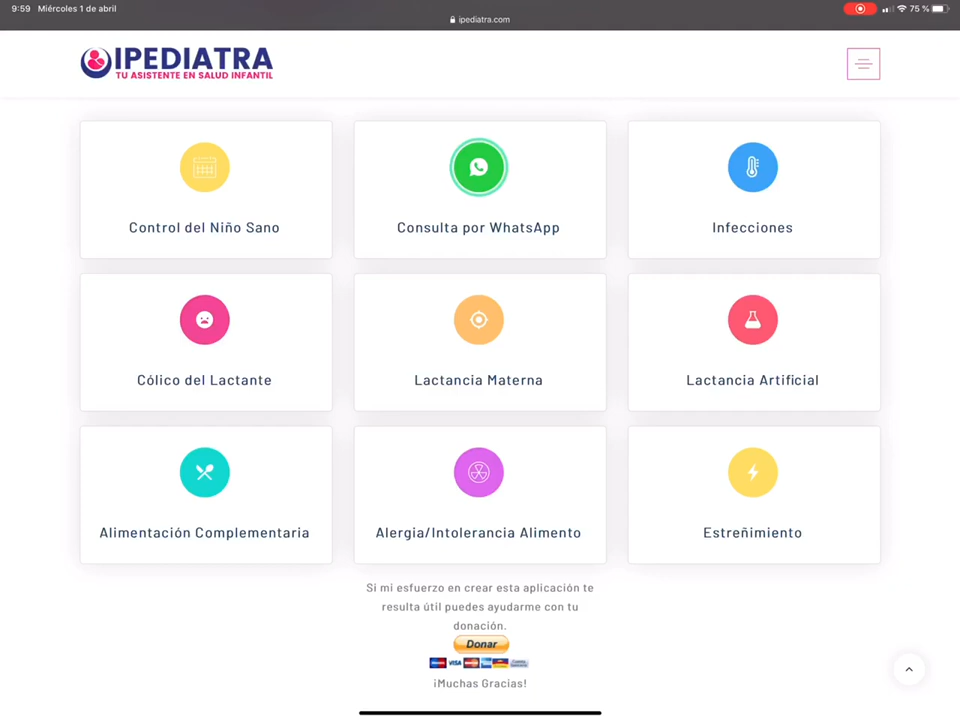 9:59 Miércoles 1 de abril
75 %
ipediatra.com
IPEDIATRA
TU ASISTENTE EN SALUD INFANTIL
Control del Niño Sano
Consulta por WhatsApp
Infecciones
Cólico del Lactante
Lactancia Materna
Lactancia Artificial
Alimentación Complementaria
Alergia/Intolerancia Alimento
Estreñimiento
Si mi esfuerzo en crear esta aplicación te
resulta útil puedes ayudarme con tu
donación.
Donar
VISA
¡Muchas Gracias!